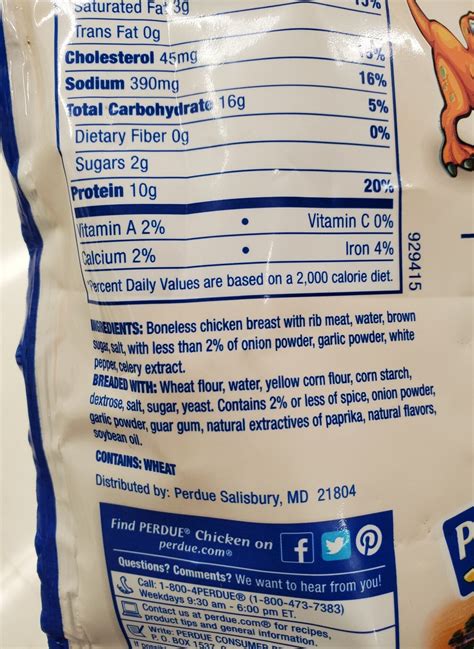 Saturated Fat 3g 15%
Trans Fat 0g
Cholesterol 45mg 15%
Sodium 390mg 16%
Total Carbohydrate 16g 5%
Dietary Fiber 0g 0%
Sugars 2g
Protein 10g 20%
Vitamin A 2% • Vitamin C 0%
Calcium 2% • Iron 4%
*Percent Daily Values are based on a 2,000 calorie diet.
929415
INGREDIENTS: Boneless chicken breast with rib meat, water, brown
sugar, salt, with less than 2% of onion powder, garlic powder, white
pepper, celery extract.
BREADED WITH: Wheat flour, water, yellow corn flour, corn starch,
dextrose, salt, sugar, yeast. Contains 2% or less of spice, onion powder,
garlic powder, guar gum, natural extractives of paprika, natural flavors,
soybean oil.
CONTAINS: WHEAT
Distributed by: Perdue Salisbury, MD 21804
Find PERDUE® Chicken on
perdue.com®
Questions? Comments? We want to hear from you!
Call: 1-800-4PERDUE® (1-800-473-7383)
Weekdays 9:30 am - 6:00 pm ET.
Contact us at perdue.com® for recipes,
product tips and general information.
Write: PERDUE CONSUMER
P. O. BOX 1537